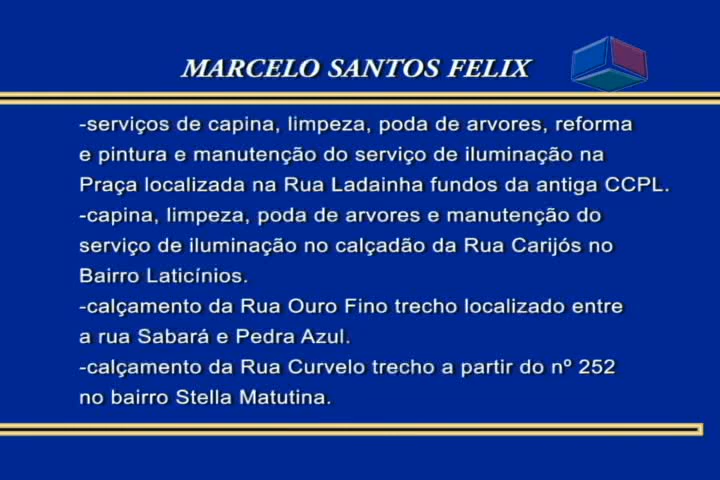 MARCELO SANTOS FELIX
-serviços de capina, limpeza, poda de arvores, reforma
e pintura e manutenção do serviço de iluminação na
Praça localizada na Rua Ladainha fundos da antiga CCPL.
-capina, limpeza, poda de arvores e manutenção do
serviço de iluminação no calçadão da Rua Carijós no
Bairro Laticínios.
-calçamento da Rua Ouro Fino trecho localizado entre
a rua Sabará e Pedra Azul.
-calçamento da Rua Curvelo trecho a partir do nº 252
no bairro Stella Matutina.